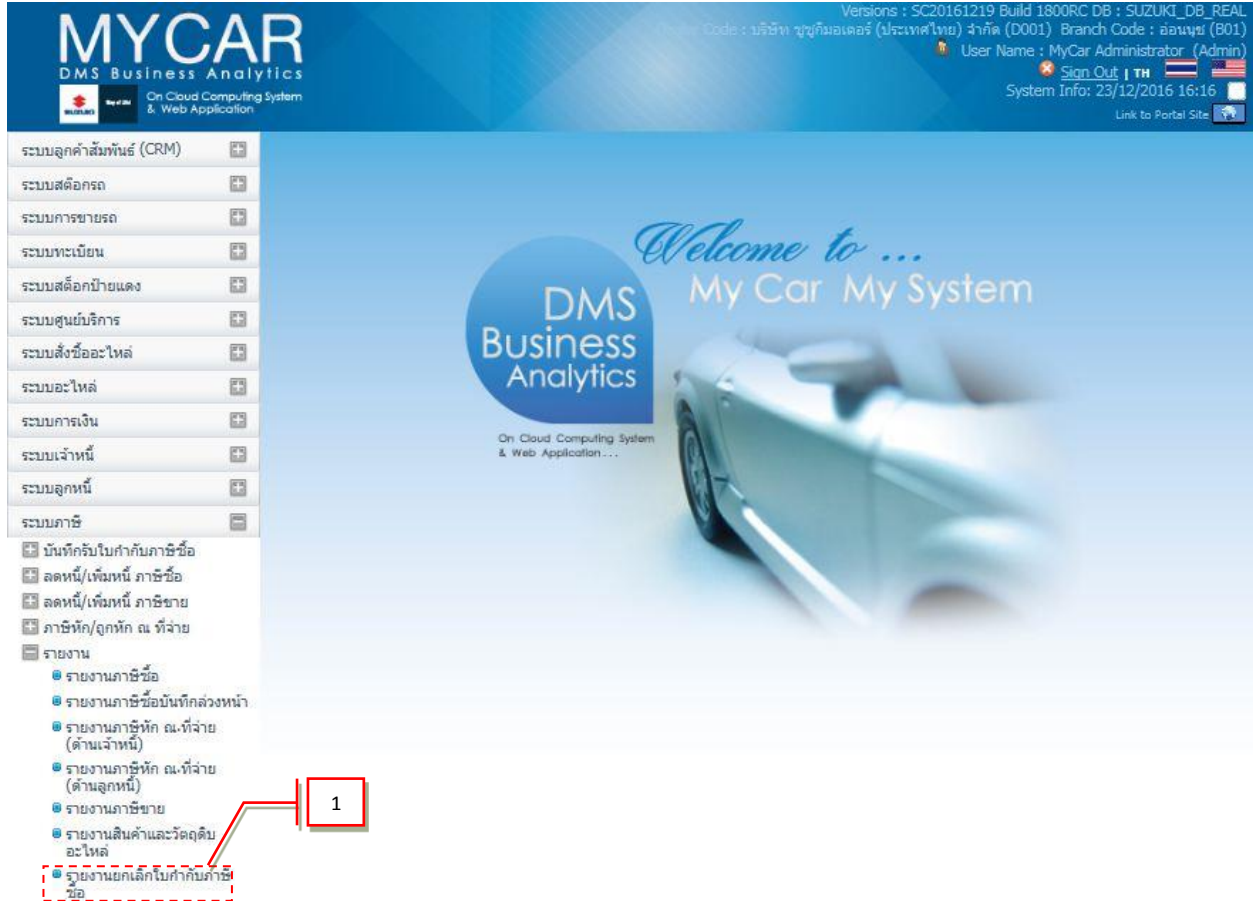 MYCAR
DMS Business Analytics
SUZUKI
Way of Life!
On Cloud Computing System
& Web Application
Versions : SC20161219 Build 1800RC DB : SUZUKI_DB_REAL
Code : บริษัท ซูซูกิมอเตอร์ (ประเทศไทย) จำกัด (D001) Branch Code : อ่อนนุช (B01)
User Name : MyCar Administrator (Admin)
Sign Out | TH
System Info: 23/12/2016 16:16
Link to Portal Site
ระบบลูกค้าสัมพันธ์ (CRM)
ระบบสต๊อกรถ
ระบบการขายรถ
ระบบทะเบียน
ระบบสต็อกป้ายแดง
ระบบศูนย์บริการ
ระบบสั่งซื้ออะไหล่
ระบบอะไหล่
ระบบการเงิน
ระบบเจ้าหนี้
ระบบลูกหนี้
ระบบภาษี
บันทึกรับใบกำกับภาษีซื้อ
ลดหนี้/เพิ่มหนี้ ภาษีซื้อ
ลดหนี้/เพิ่มหนี้ ภาษีขาย
ภาษีหัก/ถูกหัก ณ ที่จ่าย
รายงาน
รายงานภาษีซื้อ
รายงานภาษีซื้อบันทึกล่วงหน้า
รายงานภาษีหัก ณ.ที่จ่าย
(ด้านเจ้าหนี้)
รายงานภาษีหัก ณ.ที่จ่าย
(ด้านลูกหนี้)
รายงานภาษีขาย
รายงานสินค้าและวัตถุดิบ
อะไหล่
รายงานยกเลิกใบกำกับภาษี
ซื้อ
1
Welcome to ...
My Car My System
DMS
Business
Analytics
On Cloud Computing System
& Web Application...